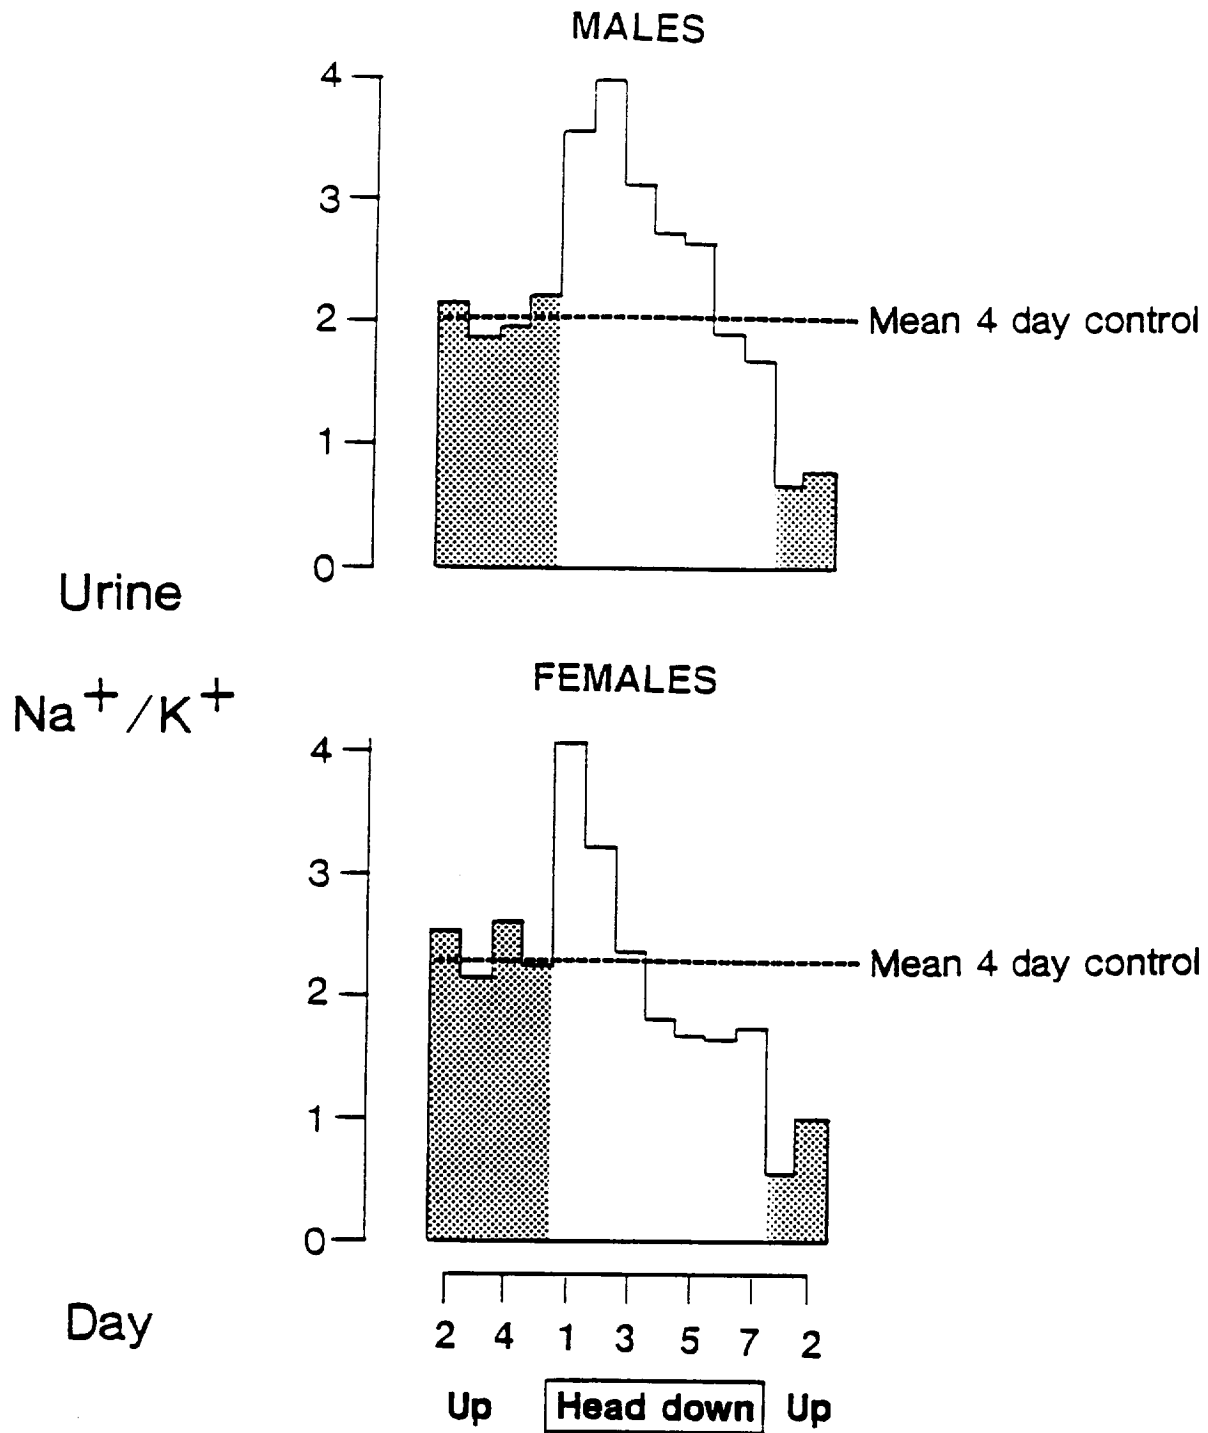 MALES
4
3
2
1
0
Mean 4 day control
Urine
Na+/K+
FEMALES
4
3
2
1
0
Mean 4 day control
Day
2 4 1 3 5 7 2
Up Head down Up